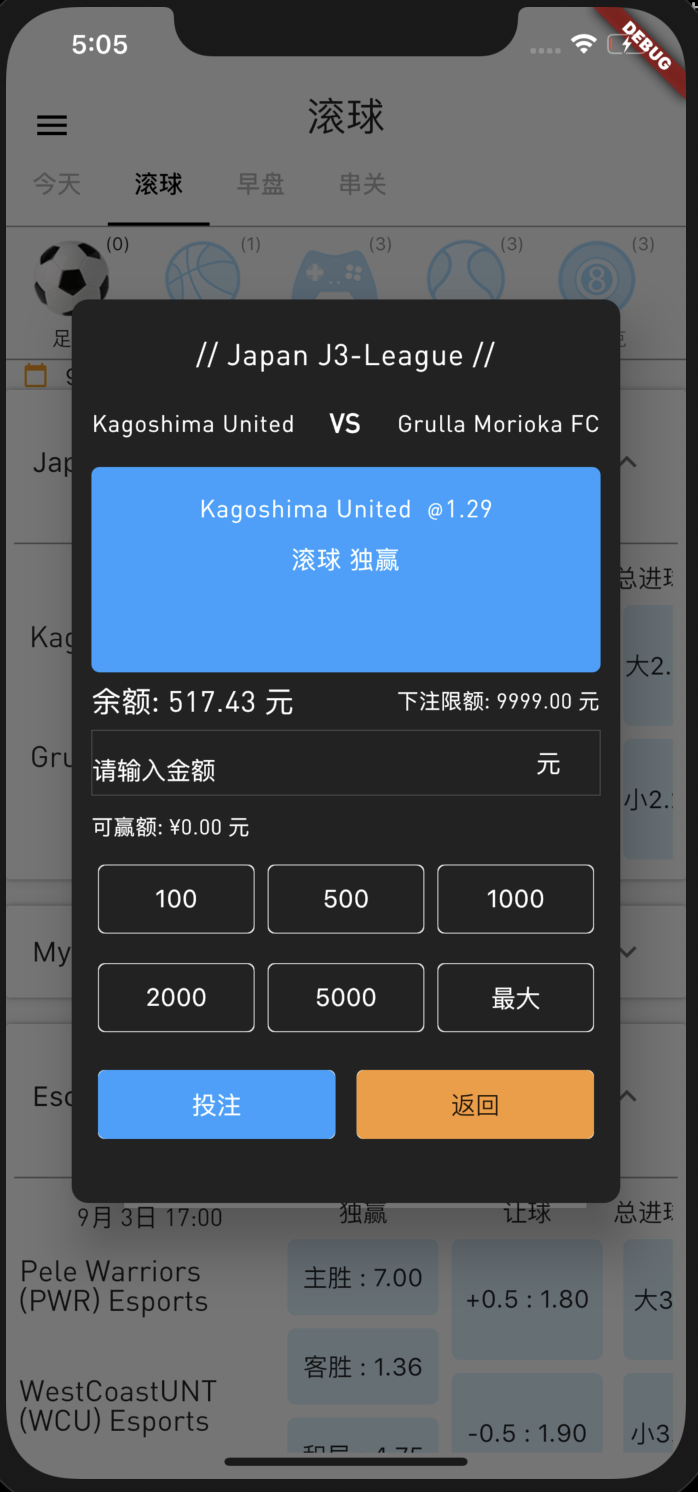 5:05
DEBUG
滚球
今天 滚球 早盘 串关
(0) (1) (3) (3) (3)
8
足
// Japan J3-League //
Kagoshima United VS Grulla Morioka FC
Jap
Kagoshima United @1.29
滚球 独赢
总进球
Kag
大2.
余额: 517.43 元 下注限额: 9999.00 元
Gru
请输入金额 元
小2.
可赢额: ¥0.00 元
100 500 1000
My
2000 5000 最大
Eso
投注 返回
9月 3日 17:00 独赢 让球 总进球
Pele Warriors
(PWR) Esports
主胜 : 7.00
+0.5 : 1.80
大3
客胜 : 1.36
WestCoastUNT
(WCU) Esports
-0.5 : 1.90
小3
和局 : 4.75